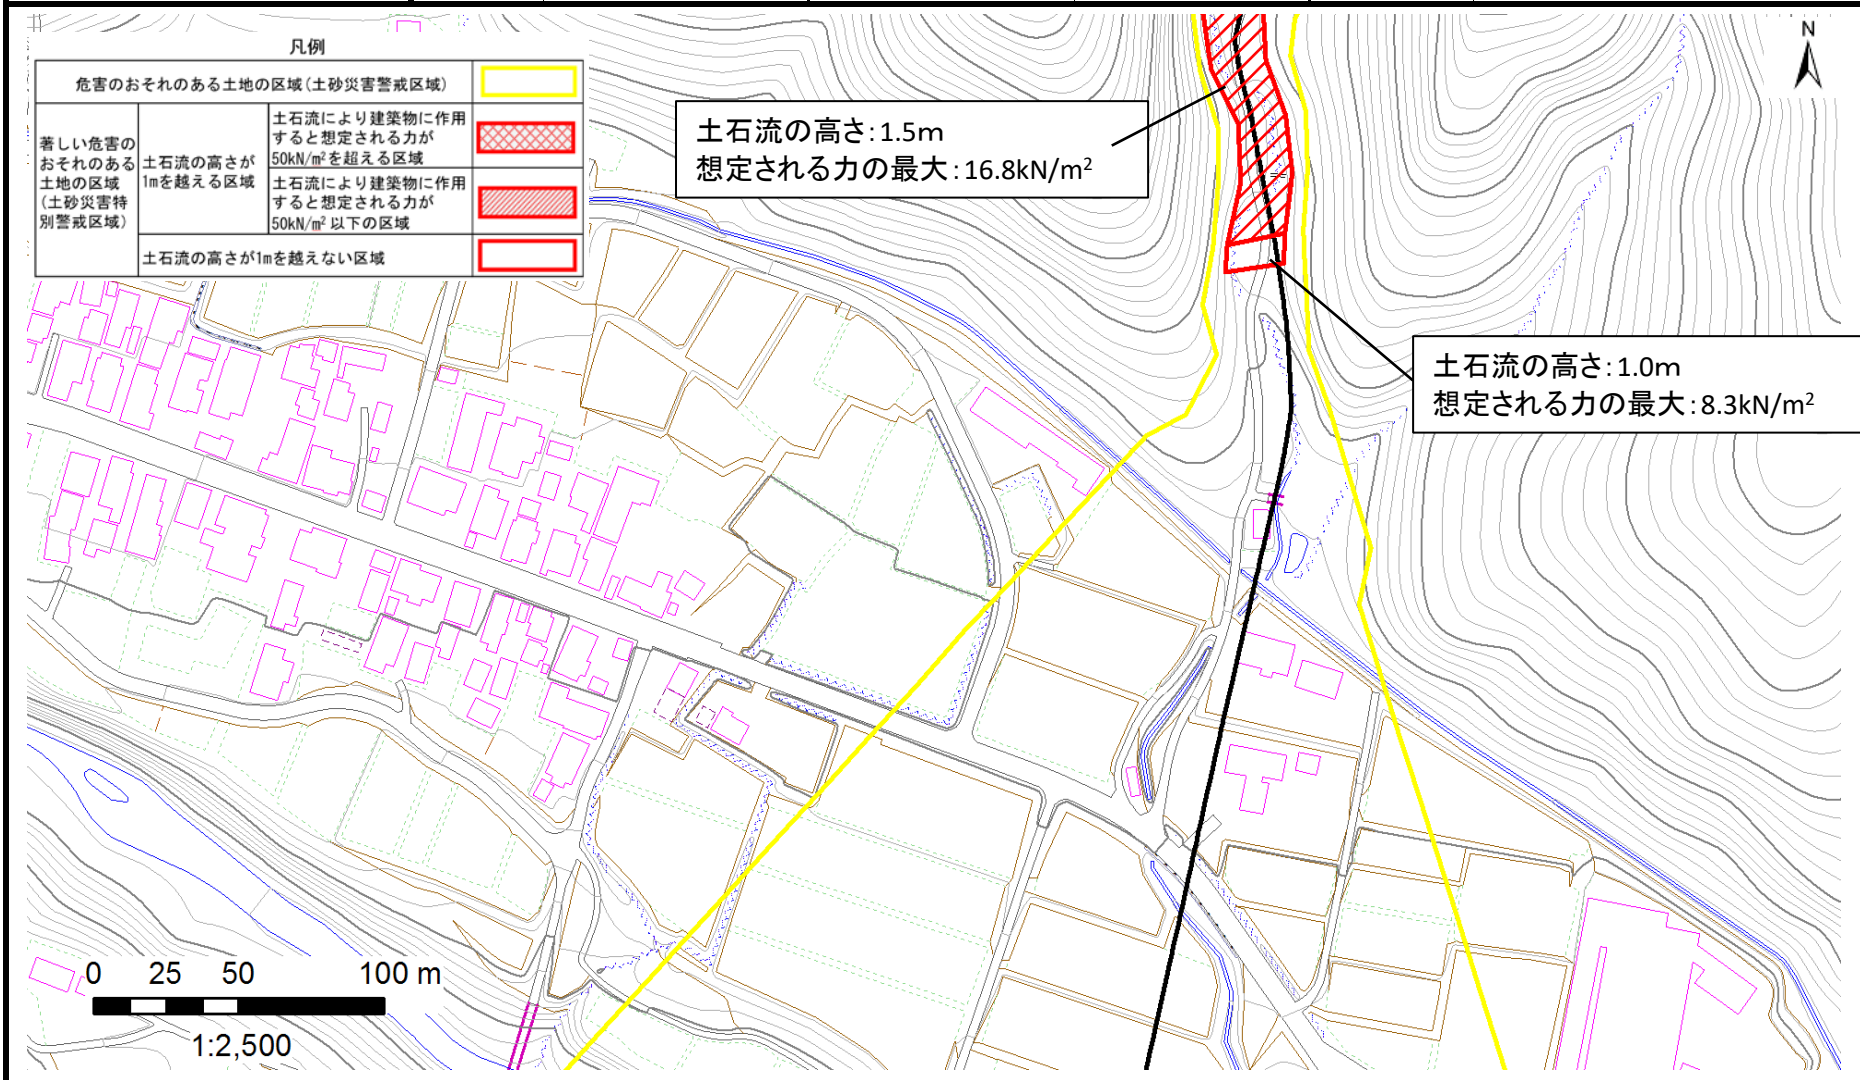 凡例
危害のおそれのある土地の区域(土砂災害警戒区域)
著しい危害の
おそれのある
土地の区域
(土砂災害特
別警戒区域)
土石流の高さが
1mを越える区域
土石流により建築物に作用
すると想定される力が
50kN/m²を超える区域
土石流により建築物に作用
すると想定される力が
50kN/m²以下の区域
土石流の高さが1mを越えない区域
土石流の高さ:1.5m
想定される力の最大:16.8kN/m²
N
土石流の高さ:1.0m
想定される力の最大:8.3kN/m²
0 25 50 100 m
1:2,500